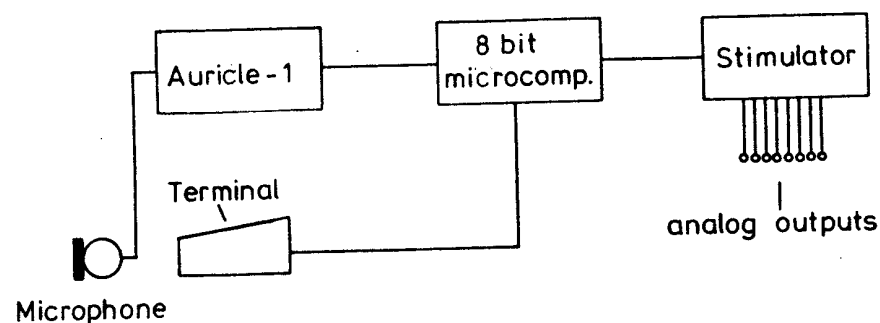 Auricle-1
8 bit
microcomp.
Stimulator
Terminal
analog outputs
Microphone